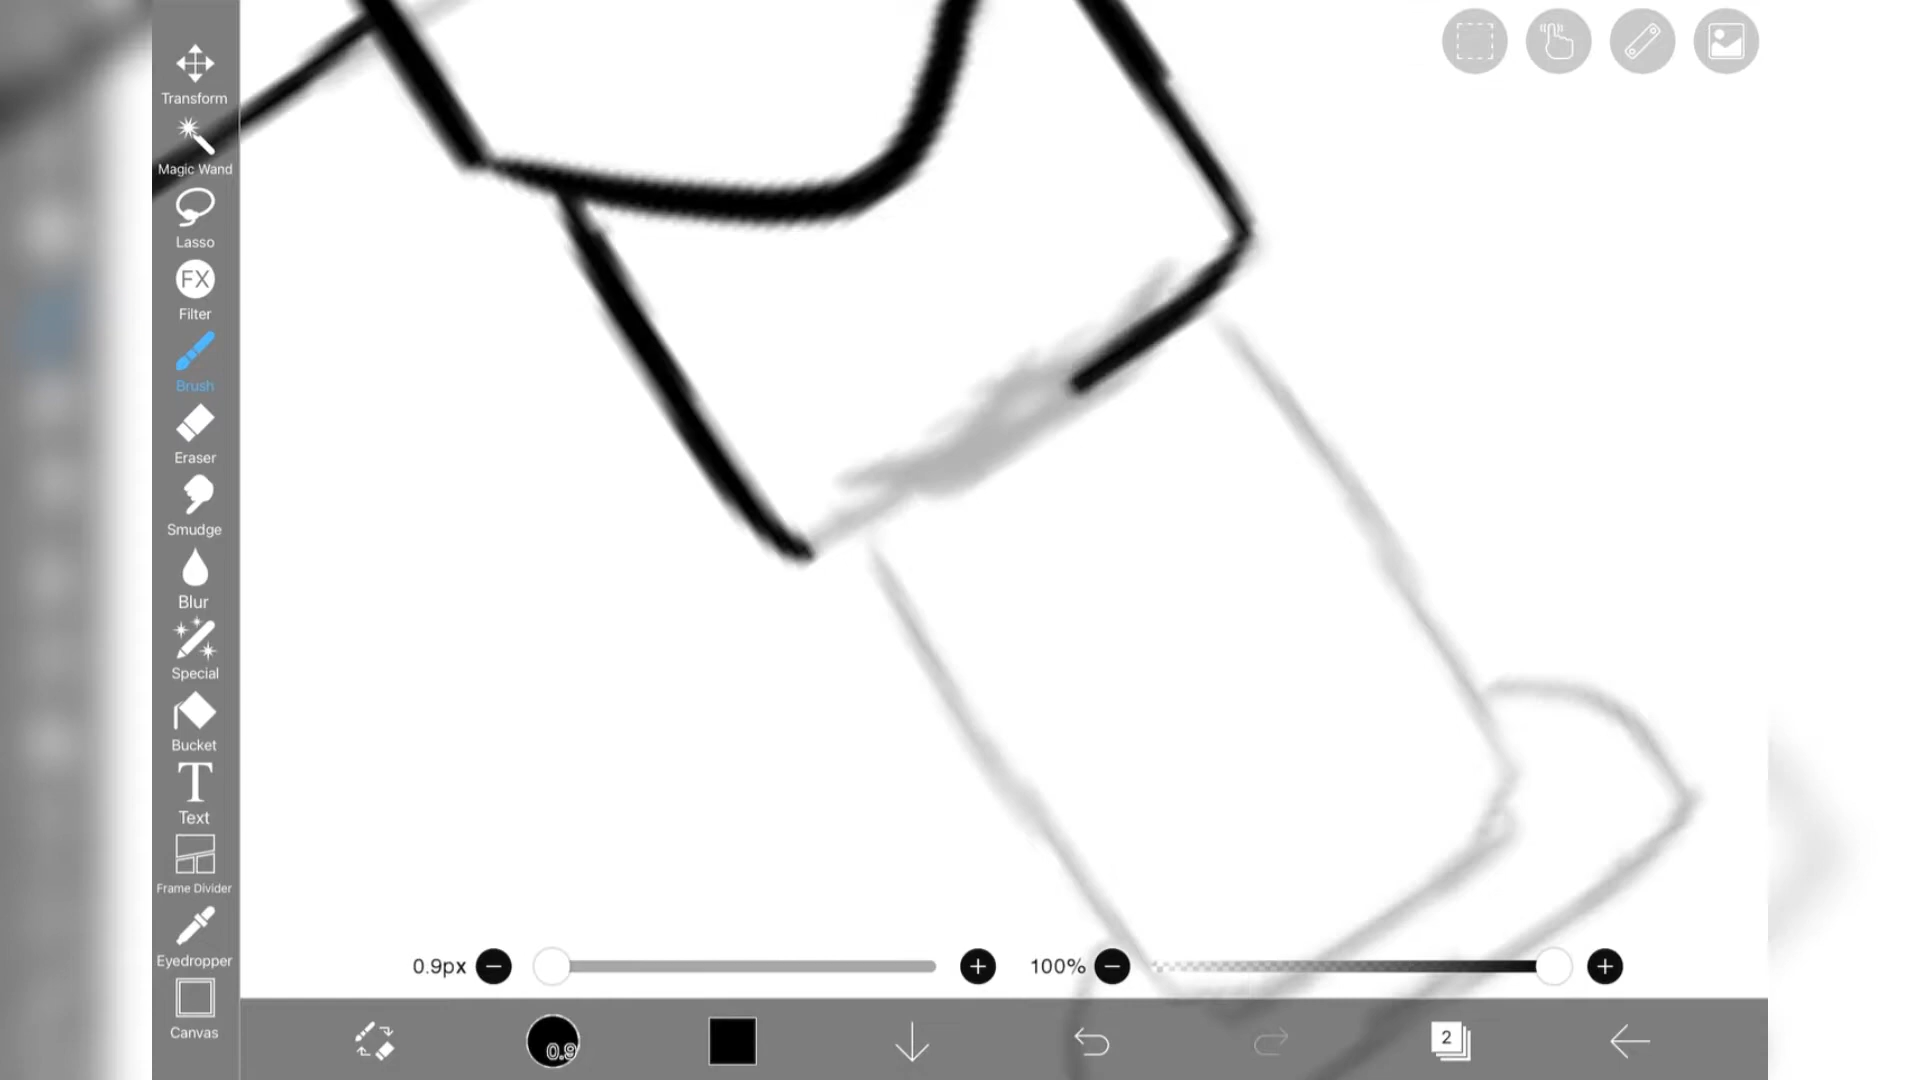 Transform
Magic Wand
Lasso
FX
Filter
Brush
Eraser
Smudge
Blur
Special
Bucket
T
Text
Frame Divider
Eyedropper
Canvas
0.9px
100%
0.9
2